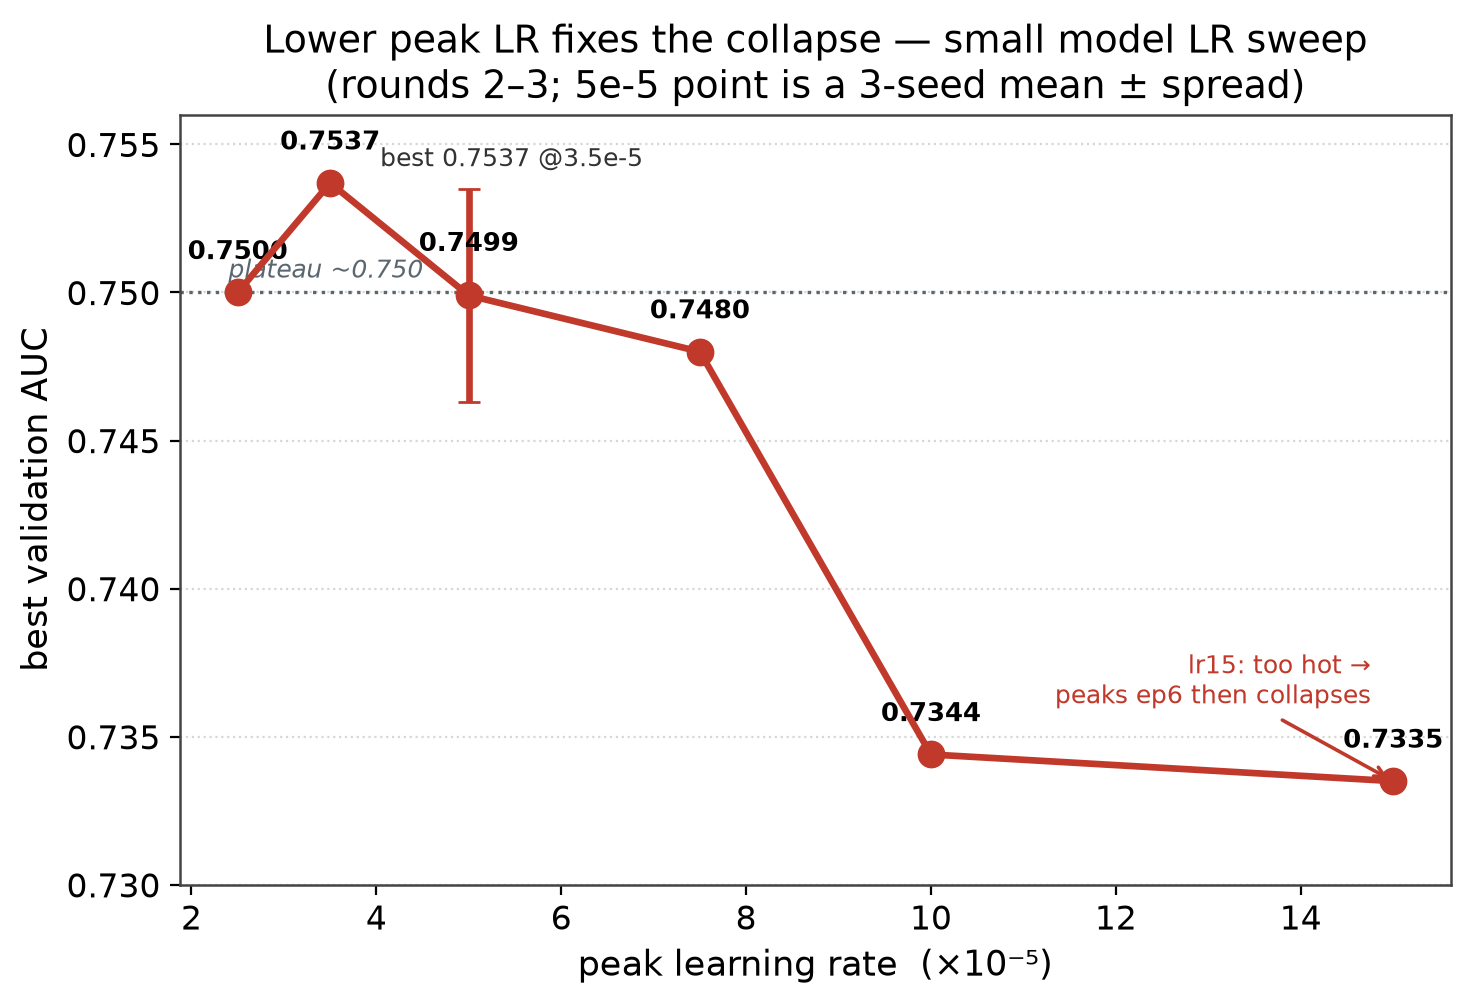 Lower peak LR fixes the collapse — small model LR sweep
(rounds 2–3; 5e-5 point is a 3-seed mean ± spread)
best validation AUC
0.755
0.750
0.745
0.740
0.735
0.730
0.7537
best 0.7537 @3.5e-5
0.7500
0.7499
plateau ~0.750
0.7480
lr15: too hot →
peaks ep6 then collapses
0.7344
0.7335
2
4
6
8
10
12
14
peak learning rate  (×10⁻⁵)